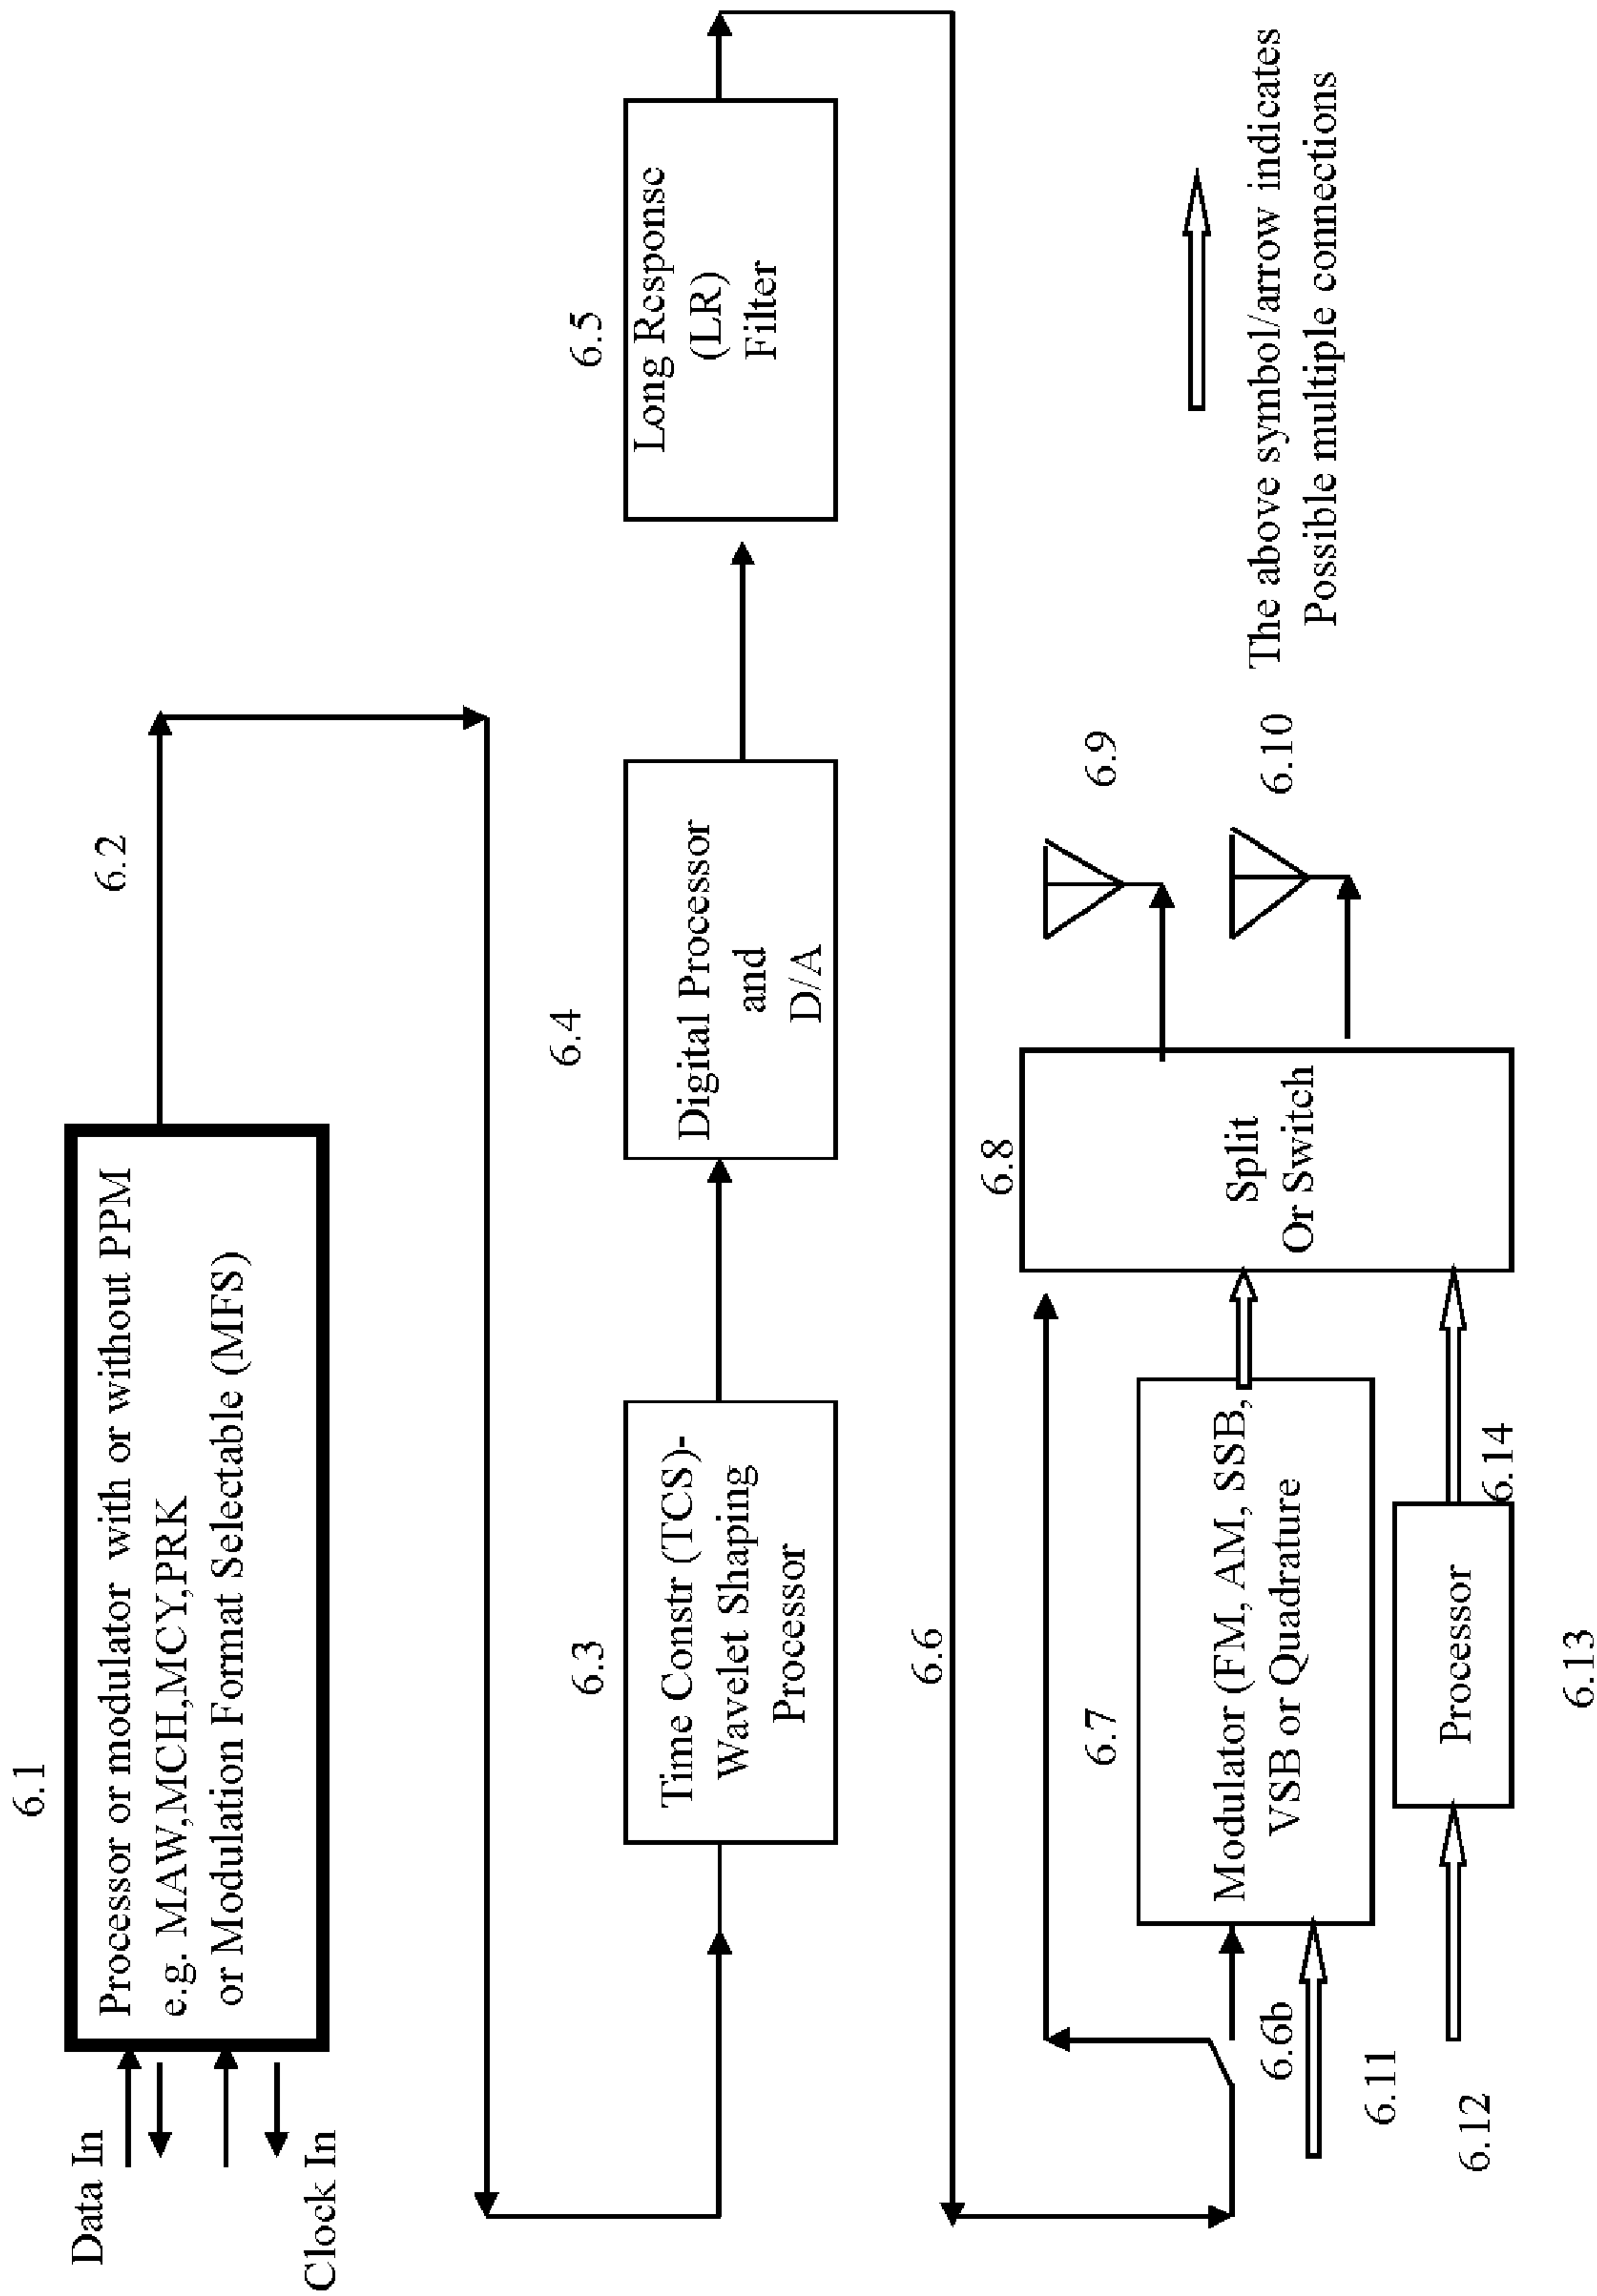 6.1
Data In
Clock In
Processor or modulator with or without PPM
e.g. MAW,MCH,MCY,PRK
or Modulation Format Selectable (MFS)
6.2
6.3
Time Constr (TCS)-
Wavelet Shaping
Processor
6.4
Digital Processor
and
D/A
6.5
Long Response
(LR)
Filter
6.6
6.6b
6.7
Modulator (FM, AM, SSB,
VSB or Quadrature
6.8
Split
Or Switch
6.9
6.10
6.11
6.12
Processor
6.13
6.14
The above symbol/arrow indicates
Possible multiple connections